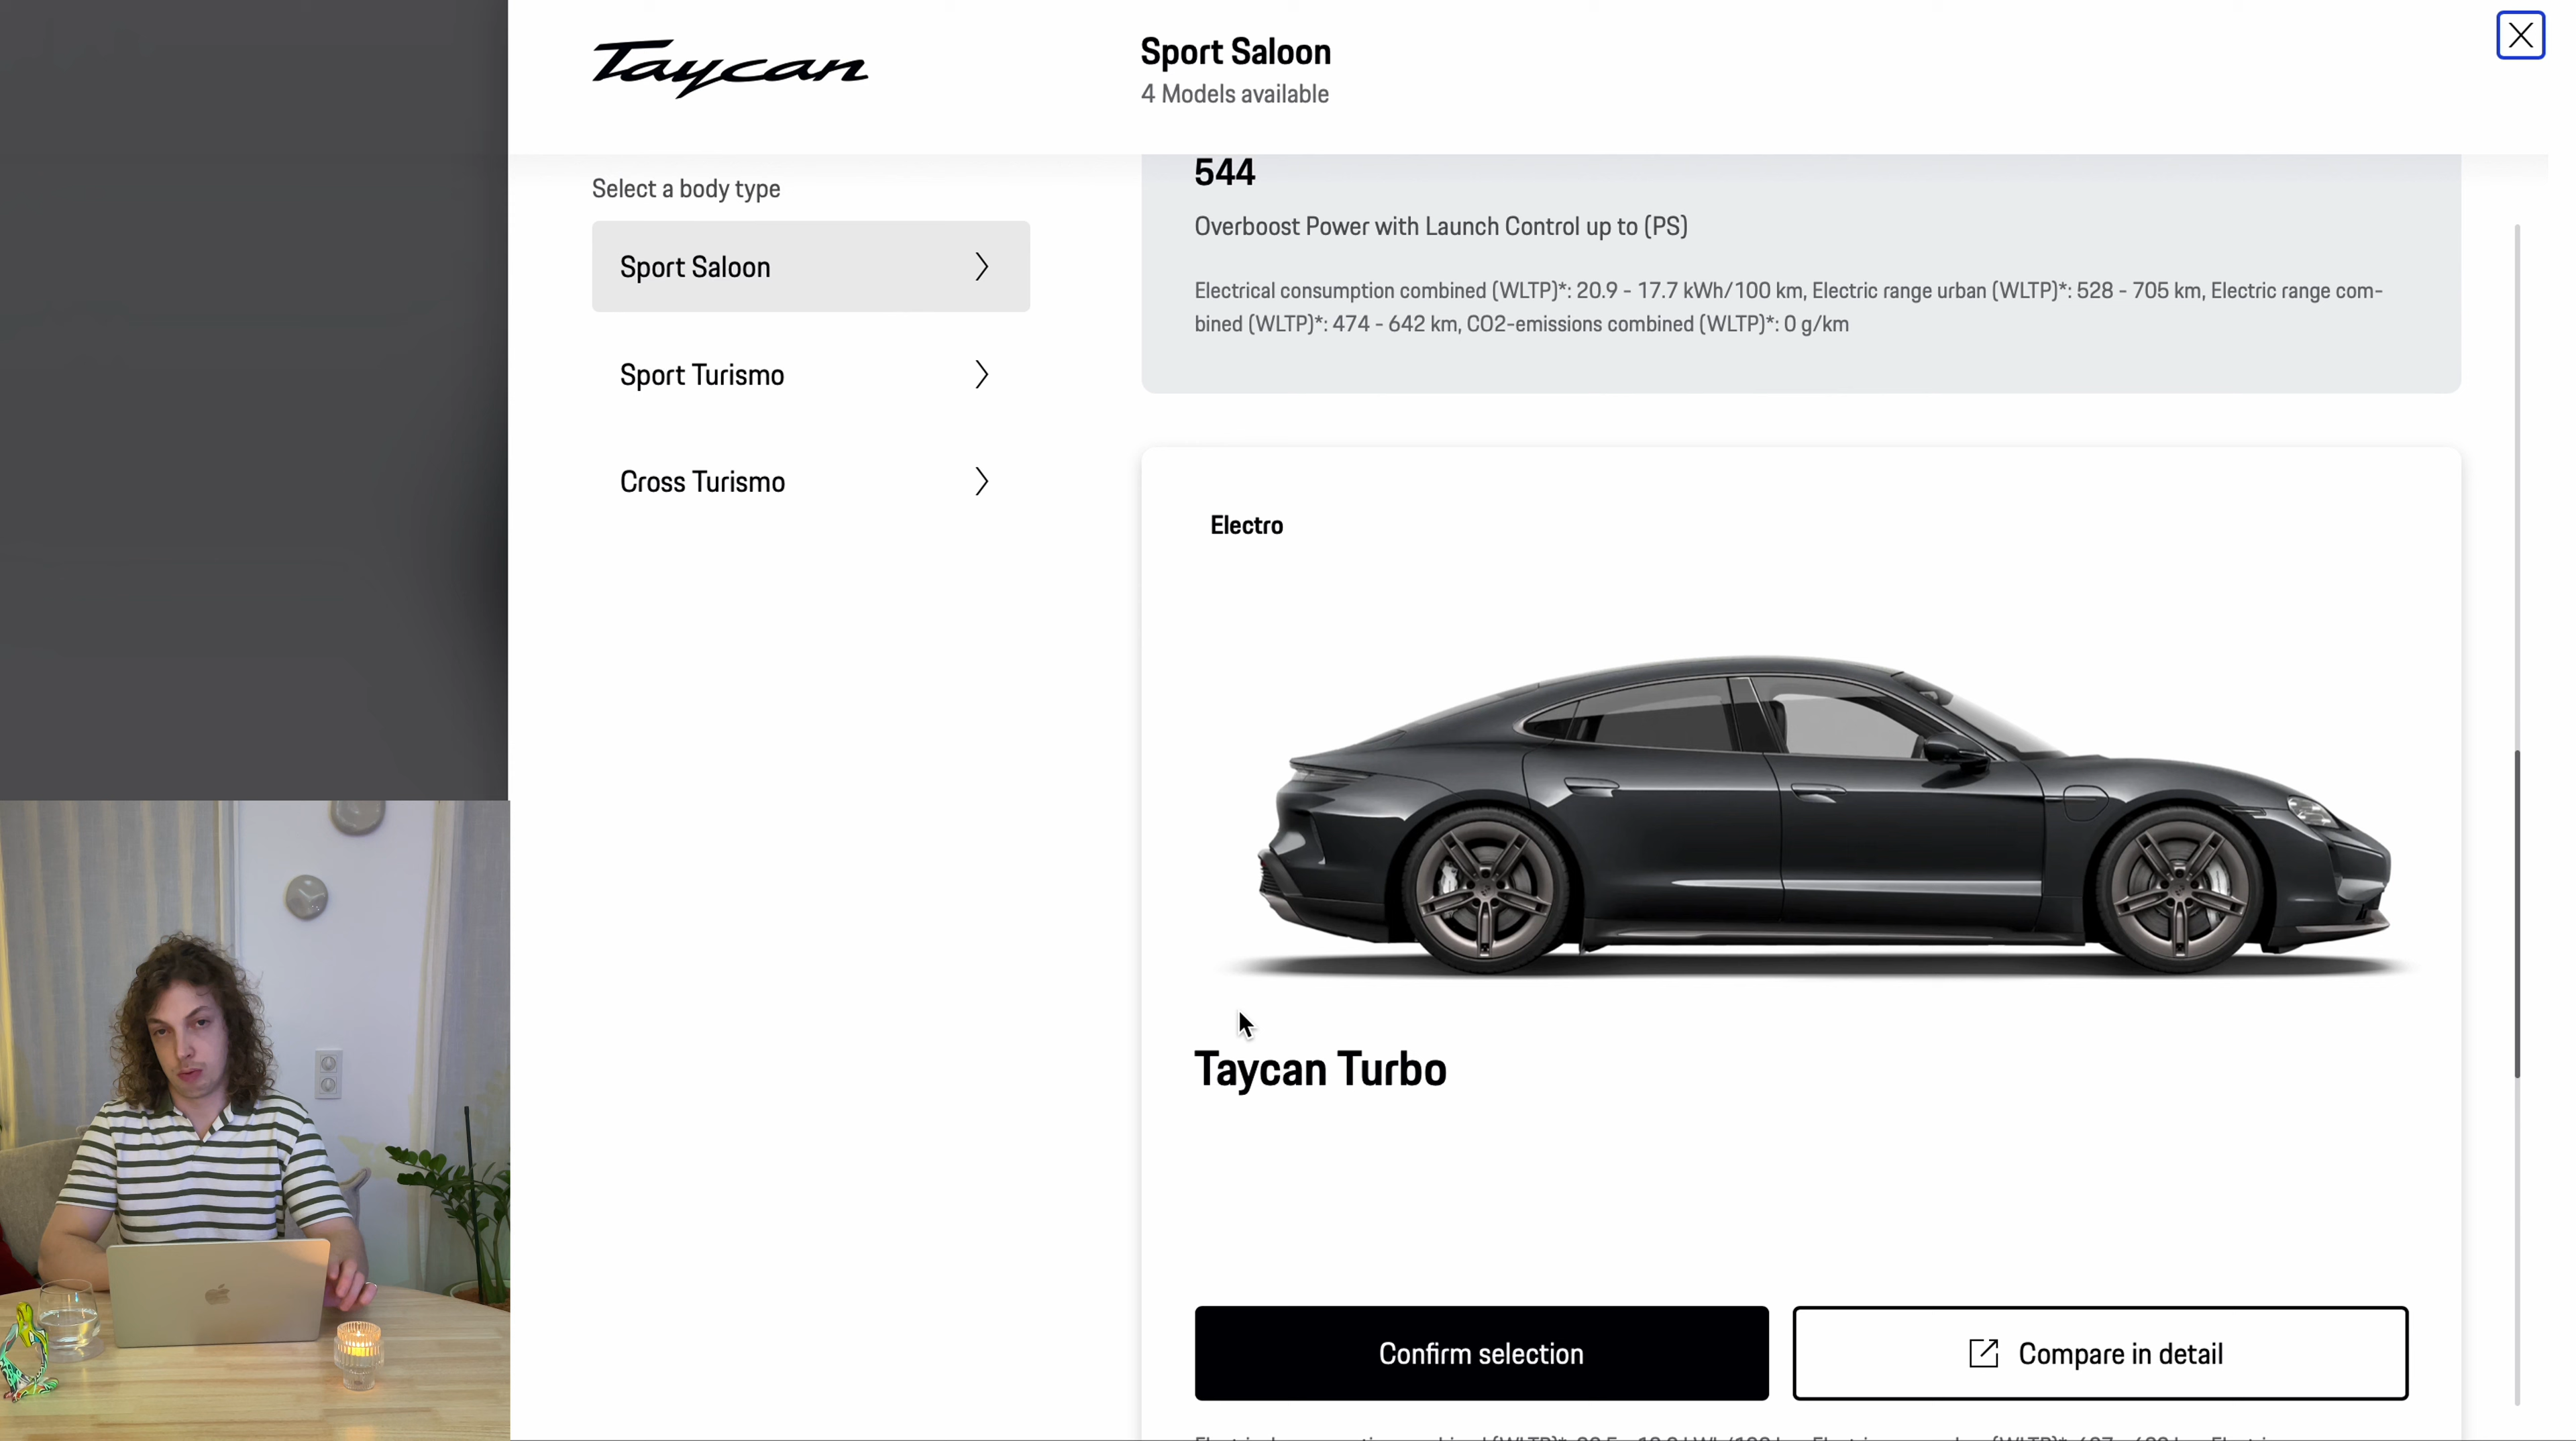 Taycan
Sport Saloon
4 Models available
Select a body type
Sport Saloon
Sport Turismo
Cross Turismo
544
Overboost Power with Launch Control up to (PS)
Electrical consumption combined (WLTP)*: 20.9 - 17.7 kWh/100 km, Electric range urban (WLTP)*: 528 - 705 km, Electric range com-
bined (WLTP)*: 474 - 642 km, CO2-emissions combined (WLTP)*: 0 g/km
Electro
Taycan Turbo
Confirm selection
Compare in detail